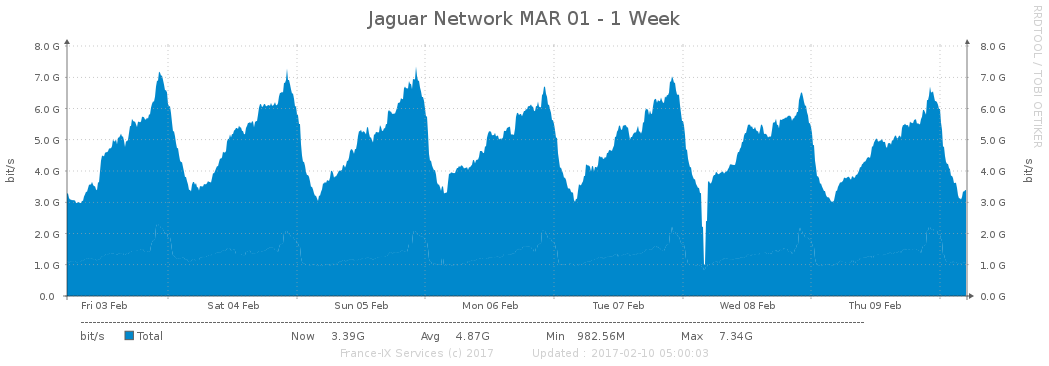 Jaguar Network MAR 01 - 1 Week
RRDTOOL / TOBI OETIKER
bit/s
8.0 G 8.0 G
7.0 G 7.0 G
6.0 G 6.0 G
5.0 G 5.0 G
4.0 G 4.0 G
3.0 G 3.0 G
2.0 G 2.0 G
1.0 G 1.0 G
0.0 0.0 G
bit/s
Fri 03 Feb Sat 04 Feb Sun 05 Feb Mon 06 Feb Tue 07 Feb Wed 08 Feb Thu 09 Feb
bit/s Total Now 3.39G Avg 4.87G Min 982.56M Max 7.34G
France-IX Services (c) 2017 Updated : 2017-02-10 05:00:03